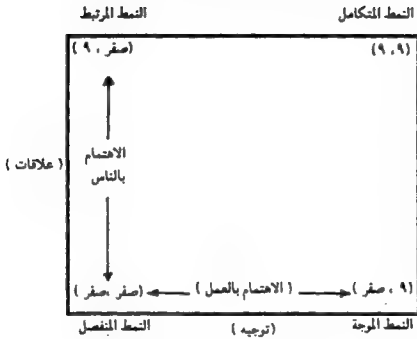 النمط المتكامل
النمط المرتبط
(٩،٩)
(صفر ، ٩)
الاهتمام
بالناس
(علاقات)
(٩ ، صفر)
(الاهتمام بالعمل)
(صفر ،صفر)
النمط الموجة
(توجيه)
النمط المنفصل